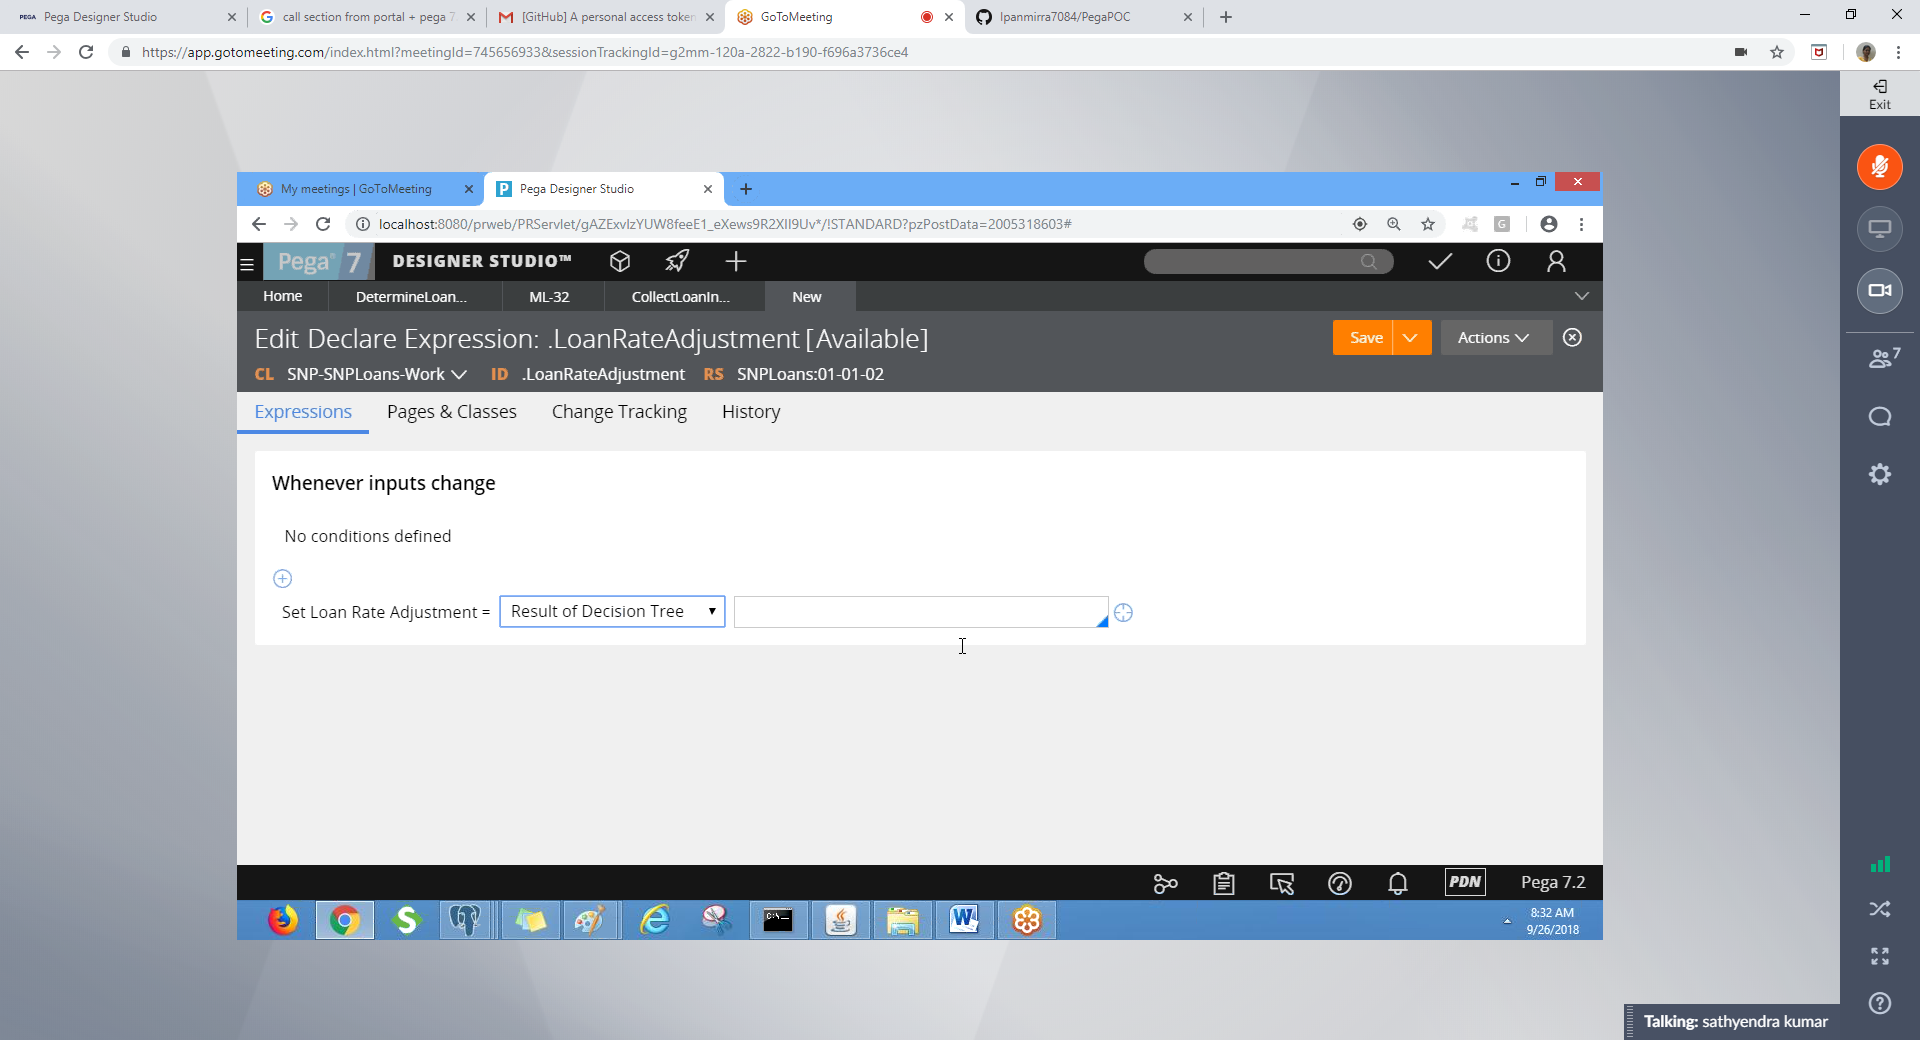 Pega Designer Studio
call section from portal + pega 7.
[GitHub] A personal access token
GoToMeeting
lpanmirra7084/PegaPOC
https://app.gotomeeting.com/index.html?meetingId=745656933&sessionTrackingId=g2mm-120a-2822-b190-f696a3736ce4
Exit
My meetings | GoToMeeting
Pega Designer Studio
localhost:8080/prweb/PRServlet/gAZExvlzYUW8feeE1_eXews9R2XII9Uv*/!STANDARD?pzPostData=2005318603#
Pega 7
DESIGNER STUDIO™
Home
DetermineLoan...
ML-32
CollectLoanIn...
New
Edit Declare Expression: .LoanRateAdjustment [Available]
Save
Actions
CL SNP-SNPLoans-Work ID .LoanRateAdjustment RS SNPLoans:01-01-02
7
Expressions
Pages & Classes
Change Tracking
History
Whenever inputs change
No conditions defined
Set Loan Rate Adjustment = Result of Decision Tree
PDN
Pega 7.2
8:32 AM
9/26/2018
Talking: sathyendra kumar